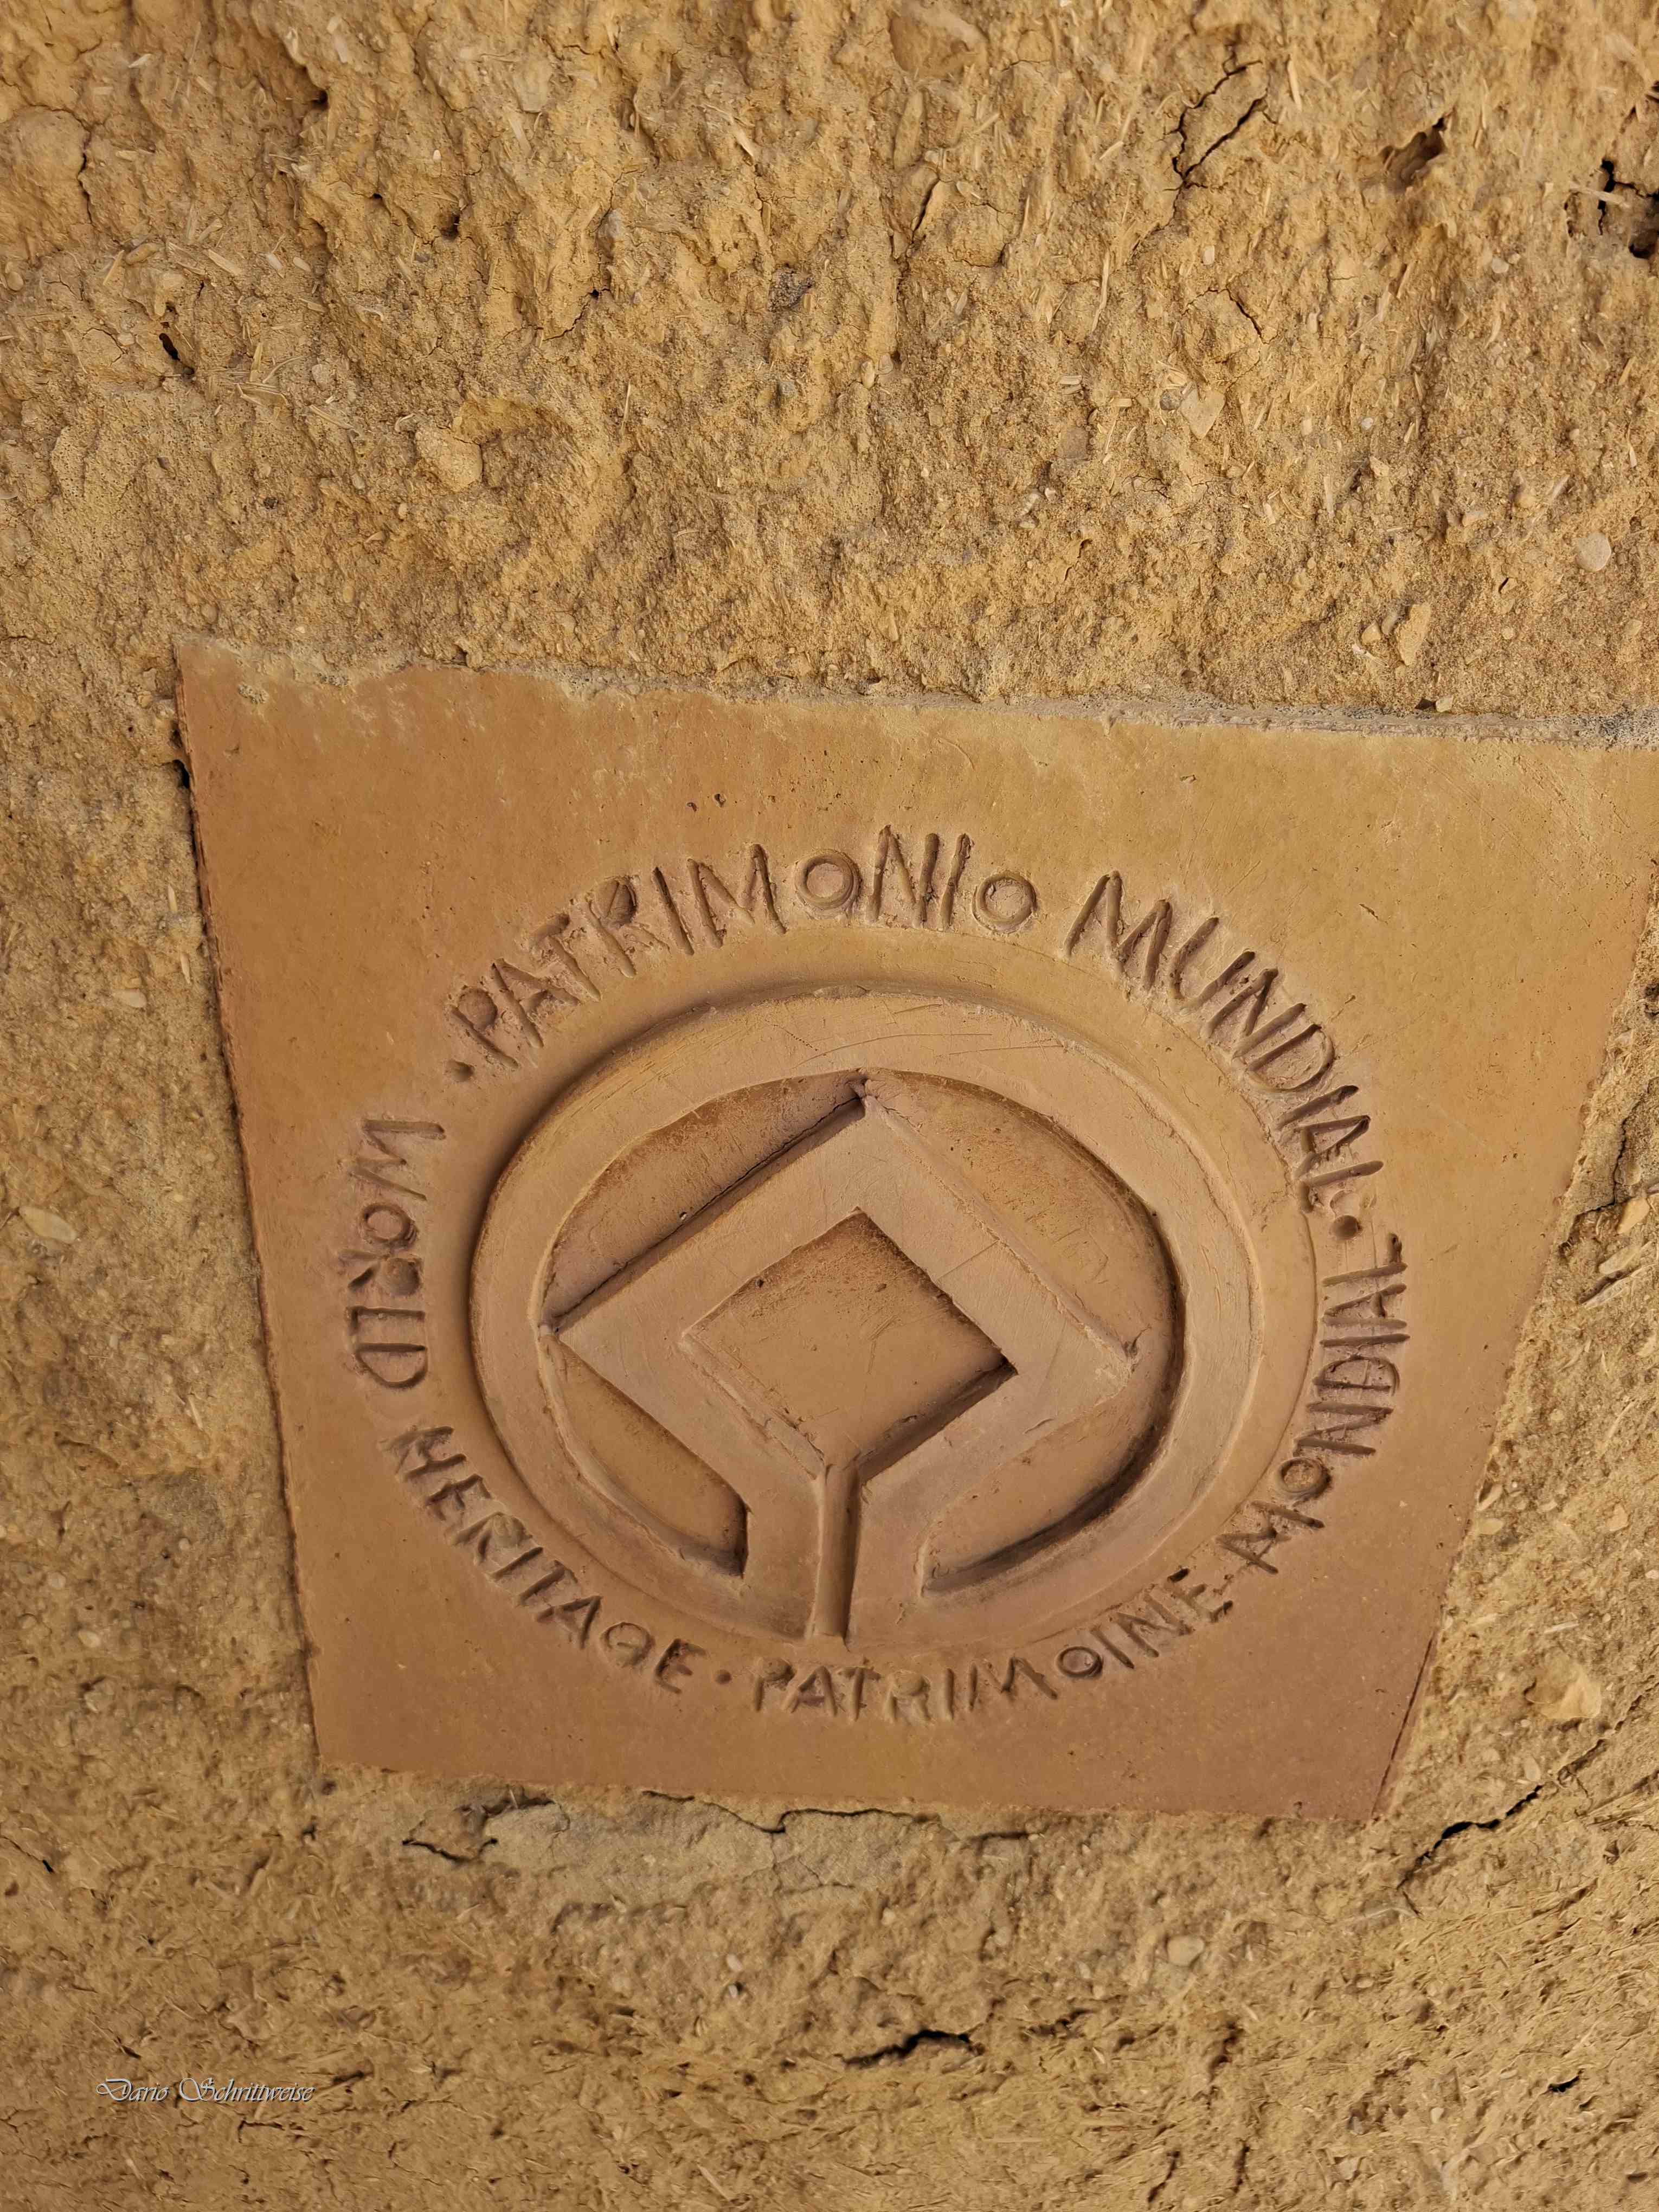 · PATRIMONIO MUNDIAL ·
MONDIAL
WORLD HERITAGE · PATRIMOINE
Dario Schrittweise